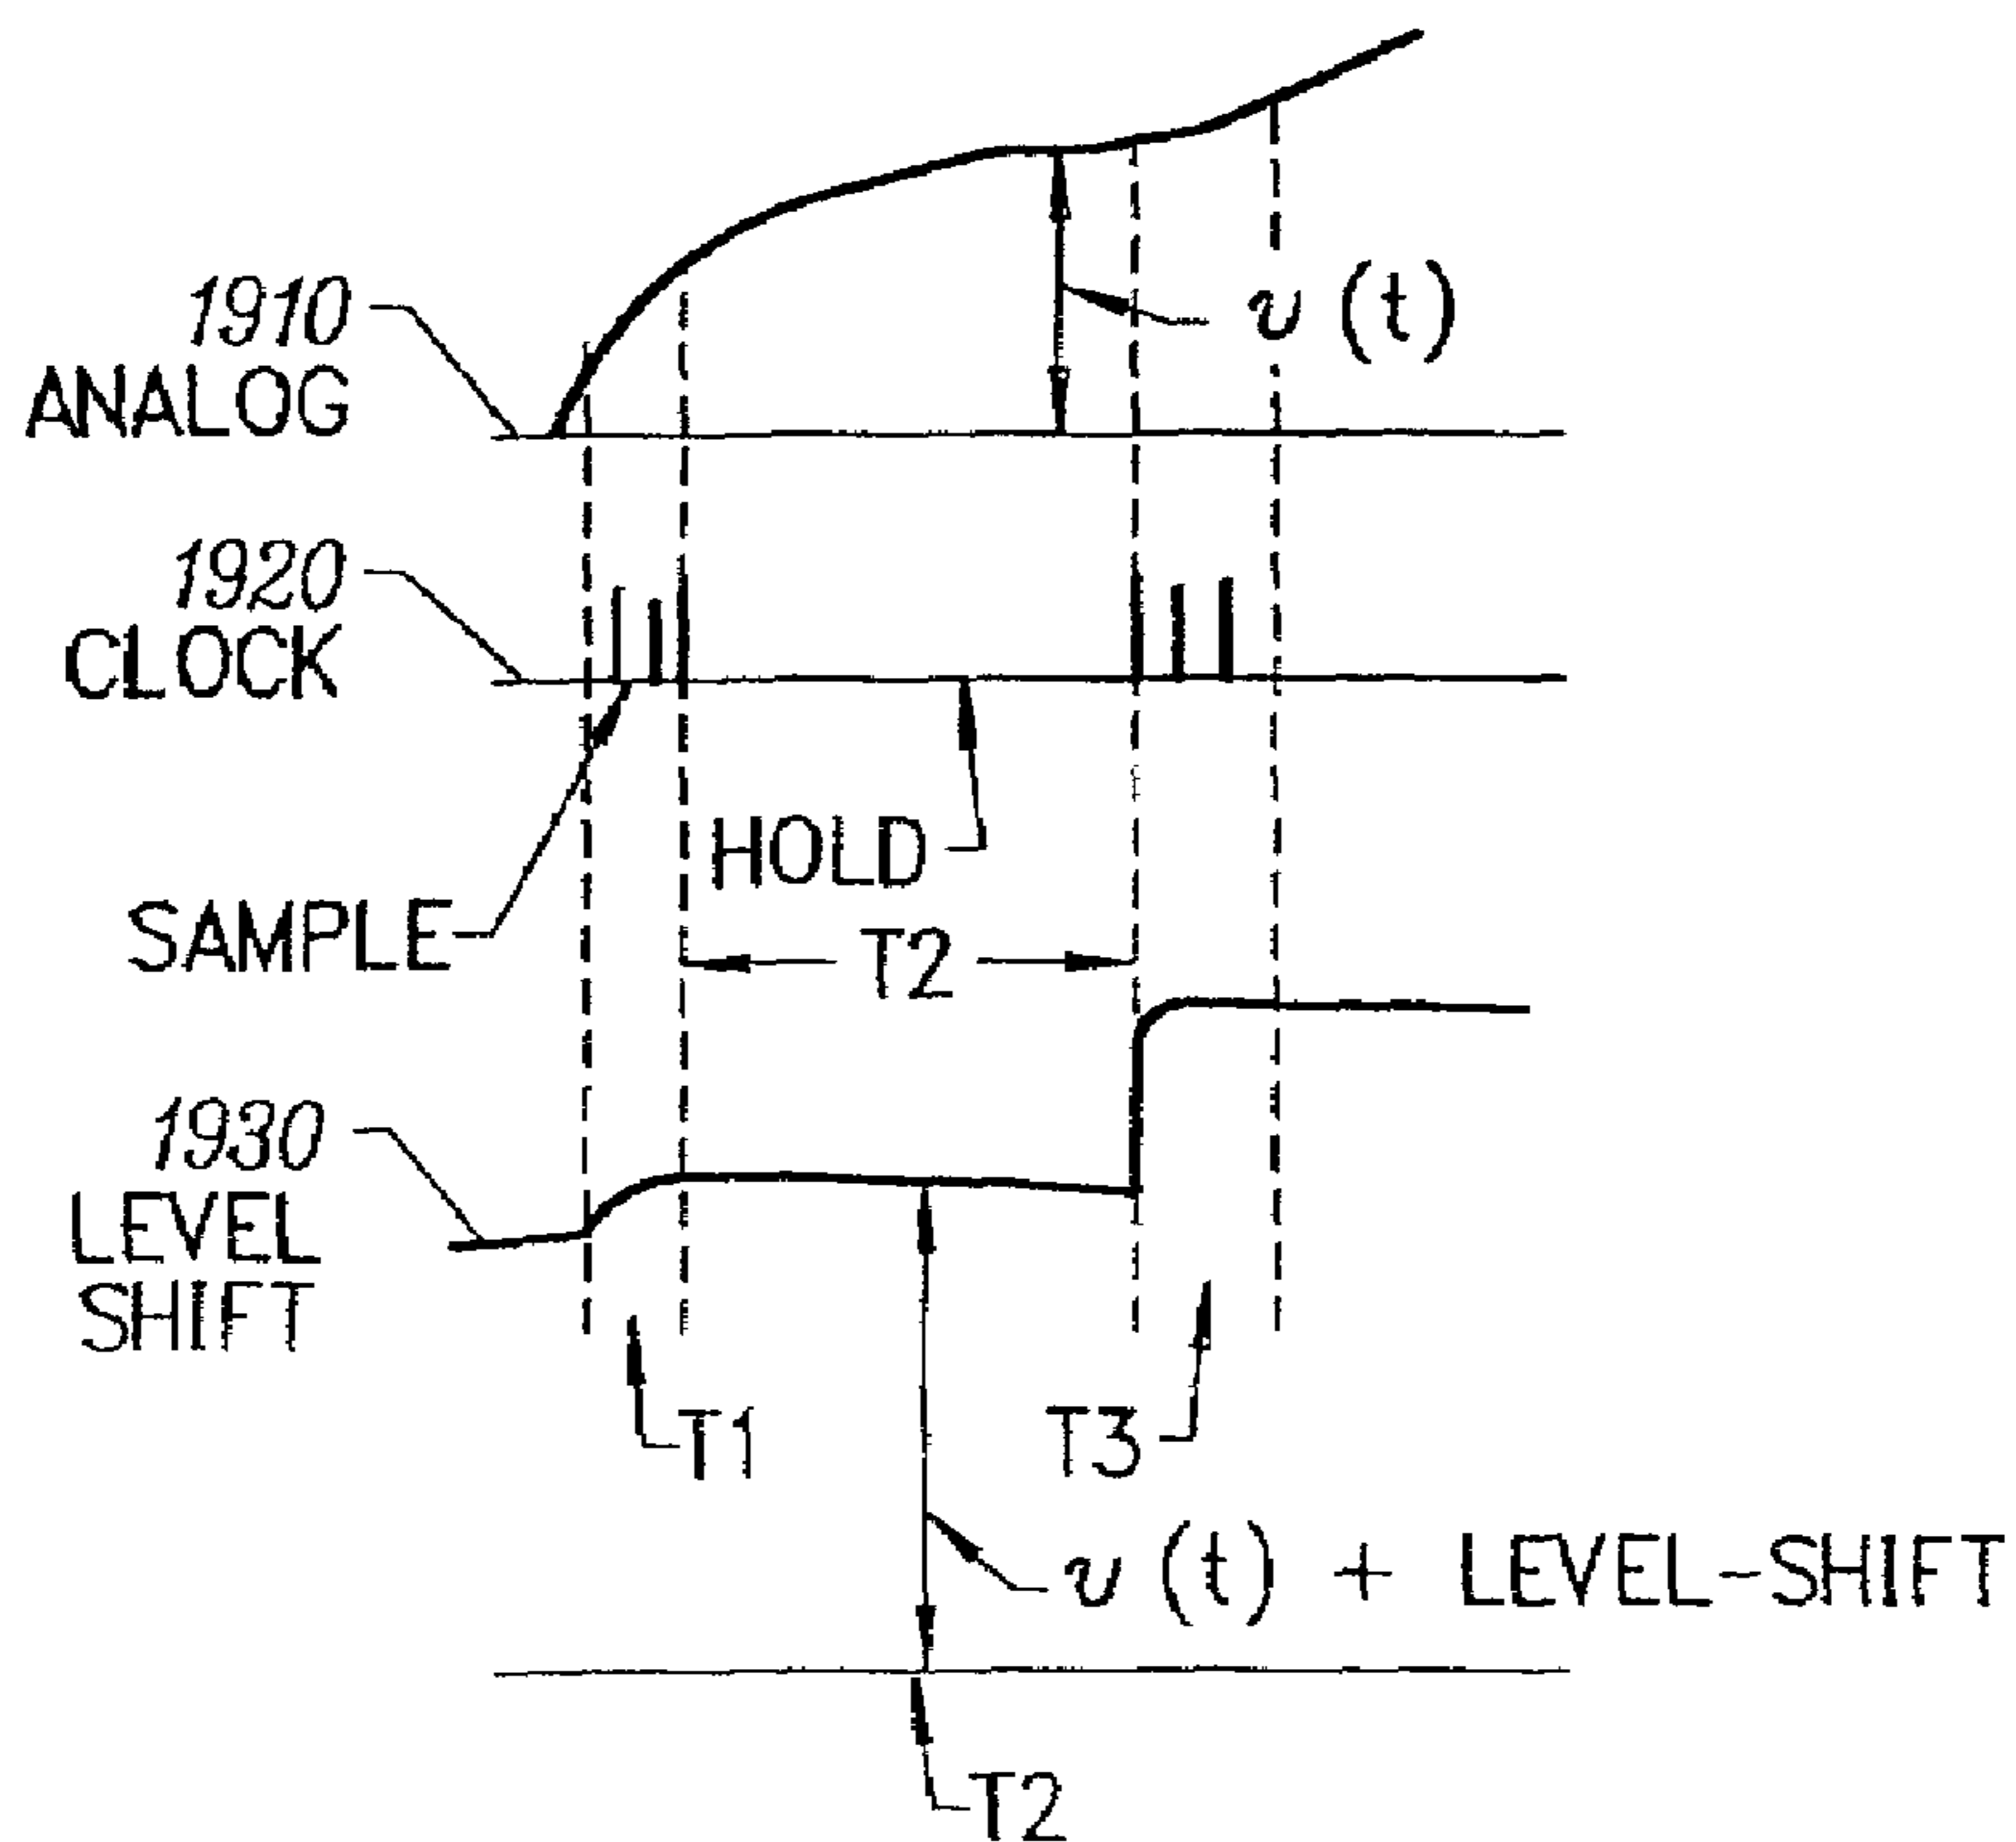 1910
ANALOG
υ (t)
1920
CLOCK
HOLD
SAMPLE
T2
1930
LEVEL
SHIFT
T1
T3
υ (t) + LEVEL-SHIFT
T2